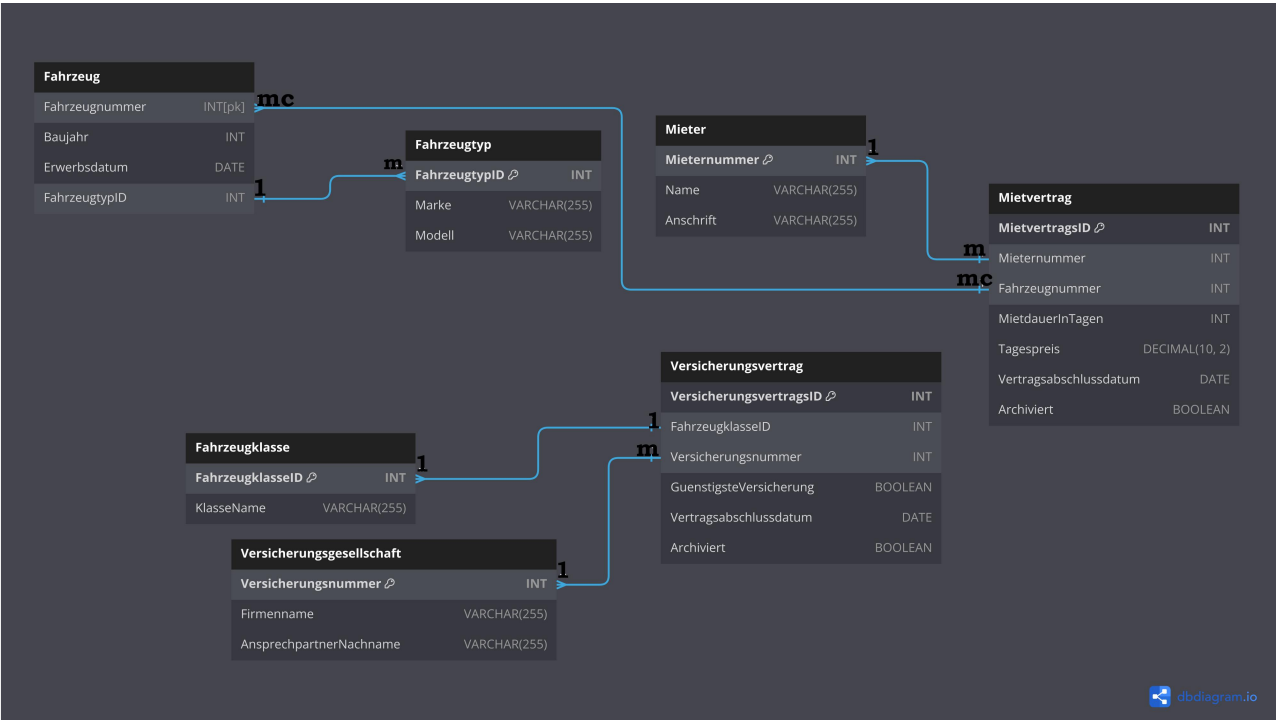 Fahrzeug
Fahrzeugnummer INT[pk]
Baujahr INT
Erwerbsdatum DATE
FahrzeugtypID INT
mc
1
m
Fahrzeugtyp
FahrzeugtypID INT
Marke VARCHAR(255)
Modell VARCHAR(255)
Mieter
Mieternummer INT
Name VARCHAR(255)
Anschrift VARCHAR(255)
1
m
mc
Mietvertrag
MietvertragsID INT
Mieternummer INT
Fahrzeugnummer INT
MietdauerInTagen INT
Tagespreis DECIMAL(10, 2)
Vertragsabschlussdatum DATE
Archiviert BOOLEAN
Versicherungsvertrag
VersicherungsvertragsID INT
FahrzeugklasseID INT
Versicherungsnummer INT
GuenstigsteVersicherung BOOLEAN
Vertragsabschlussdatum DATE
Archiviert BOOLEAN
1
m
Fahrzeugklasse
FahrzeugklasseID INT
KlasseName VARCHAR(255)
1
Versicherungsgesellschaft
Versicherungsnummer INT
Firmenname VARCHAR(255)
AnsprechpartnerNachname VARCHAR(255)
1
dbdiagram.io